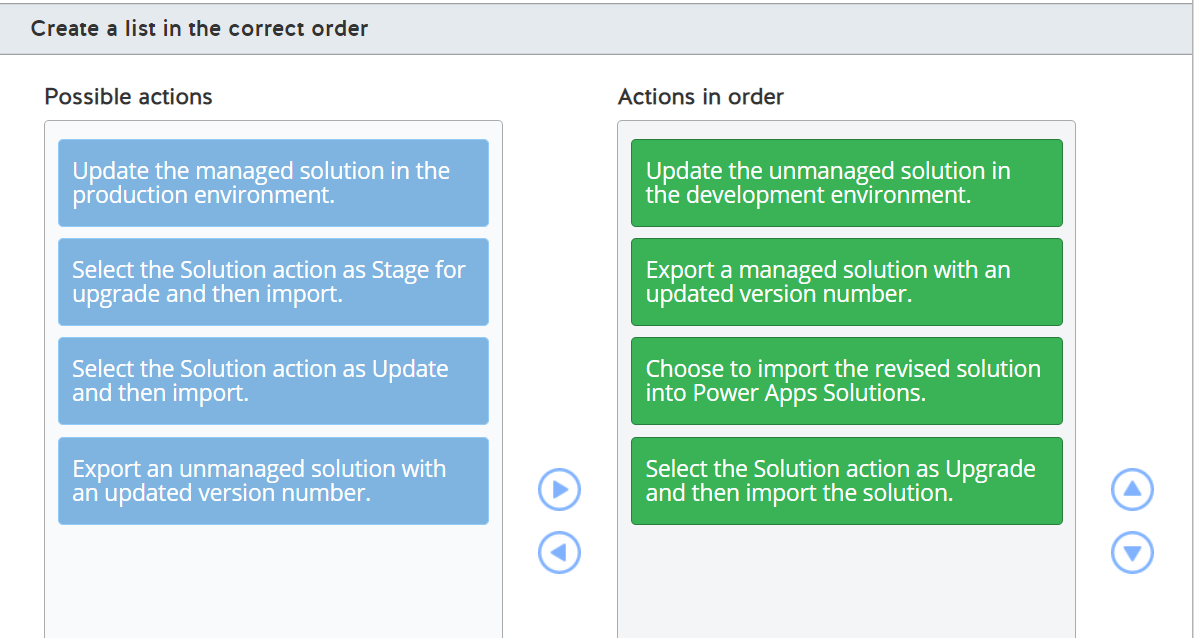 Create a list in the correct order
Possible actions
Update the managed solution in the
production environment.
Select the Solution action as Stage for
upgrade and then import.
Select the Solution action as Update
and then import.
Export an unmanaged solution with
an updated version number.
Actions in order
Update the unmanaged solution in
the development environment.
Export a managed solution with an
updated version number.
Choose to import the revised solution
into Power Apps Solutions.
Select the Solution action as Upgrade
and then import the solution.